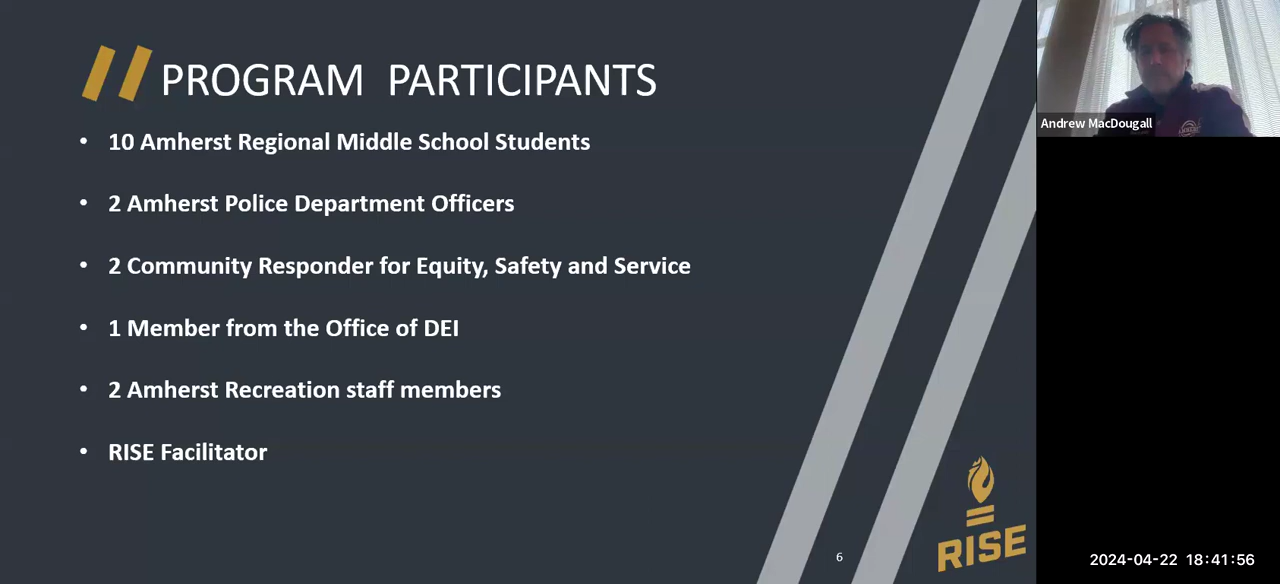 PROGRAM PARTICIPANTS
• 10 Amherst Regional Middle School Students
• 2 Amherst Police Department Officers
• 2 Community Responder for Equity, Safety and Service
• 1 Member from the Office of DEI
• 2 Amherst Recreation staff members
• RISE Facilitator
6
RISE
Andrew MacDougall
2024-04-22 18:41:56